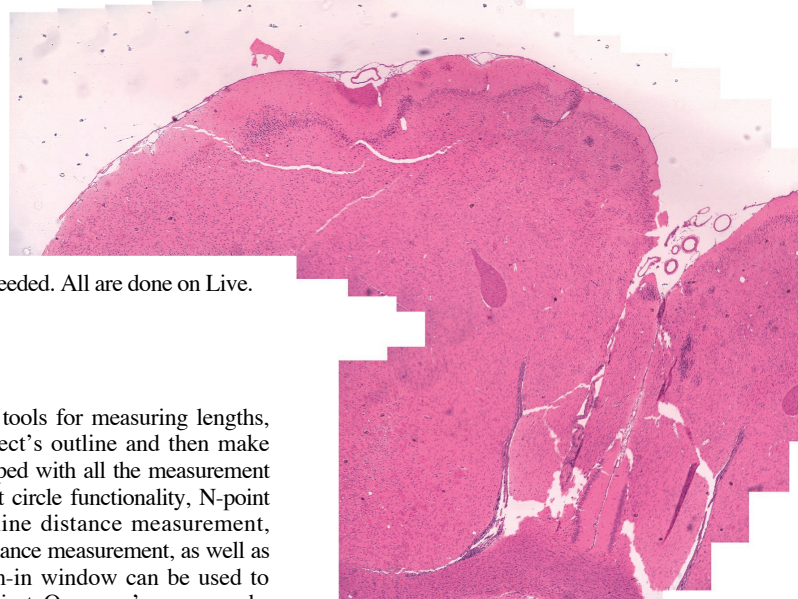 eeded. All are done on Live.
tools for measuring lengths,
ect's outline and then make
ped with all the measurement
t circle functionality, N-point
line distance measurement,
ance measurement, as well as
n-in window can be used to